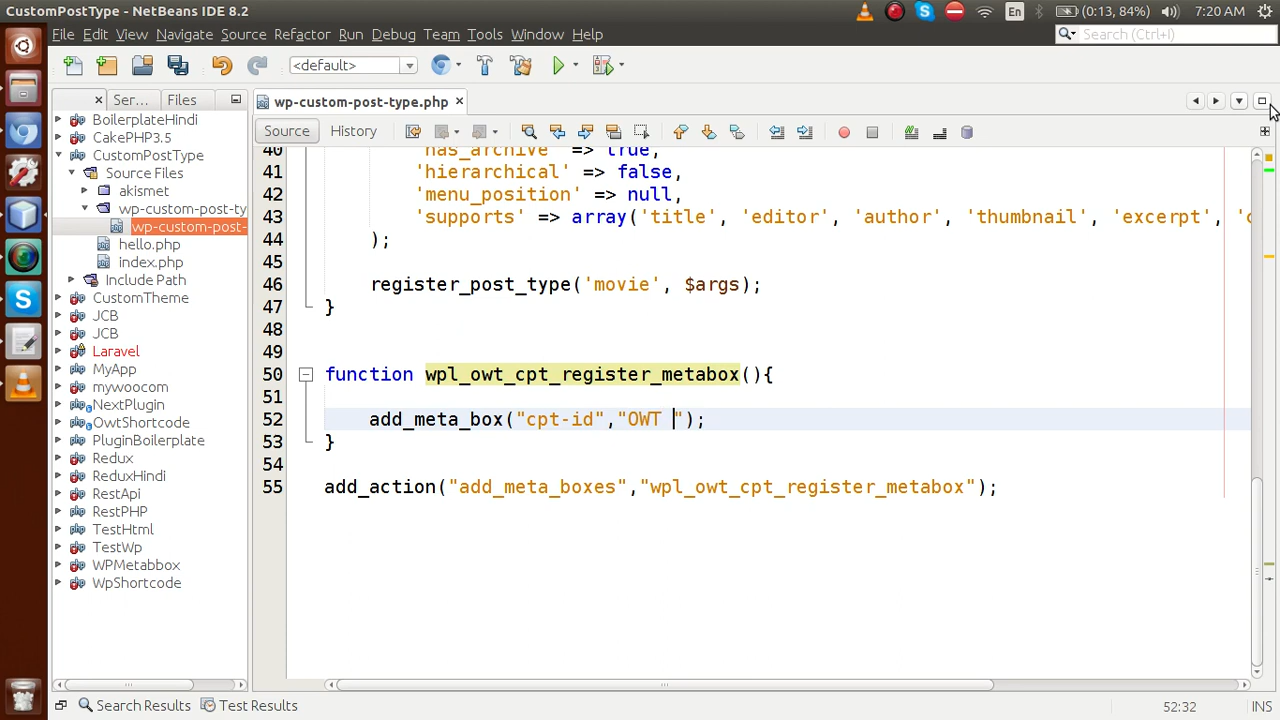 CustomPostType - NetBeans IDE 8.2
En
(0:13, 84%)
7:20 AM
File Edit View Navigate Source Refactor Run Debug Team Tools Window Help
Search (Ctrl+I)
<default>
Ser...
Files
wp-custom-post-type.php
BoilerplateHindi
CakePHP3.5
CustomPostType
Source Files
akismet
wp-custom-post-ty
wp-custom-post-
hello.php
index.php
Include Path
CustomTheme
JCB
JCB
Laravel
MyApp
mywoocom
NextPlugin
OwtShortcode
PluginBoilerplate
Redux
ReduxHindi
RestApi
RestPHP
TestHtml
TestWp
WPMetabbox
WpShortcode
Source
History
40 'has_archive' => true,
41 'hierarchical' => false,
42 'menu_position' => null,
43 'supports' => array('title', 'editor', 'author', 'thumbnail', 'excerpt', 'c
44 );
45
46 register_post_type('movie', $args);
47 }
48
49
50 function wpl_owt_cpt_register_metabox(){
51
52 add_meta_box("cpt-id","OWT ");
53 }
54
55 add_action("add_meta_boxes","wpl_owt_cpt_register_metabox");
Search Results
Test Results
52:32
INS